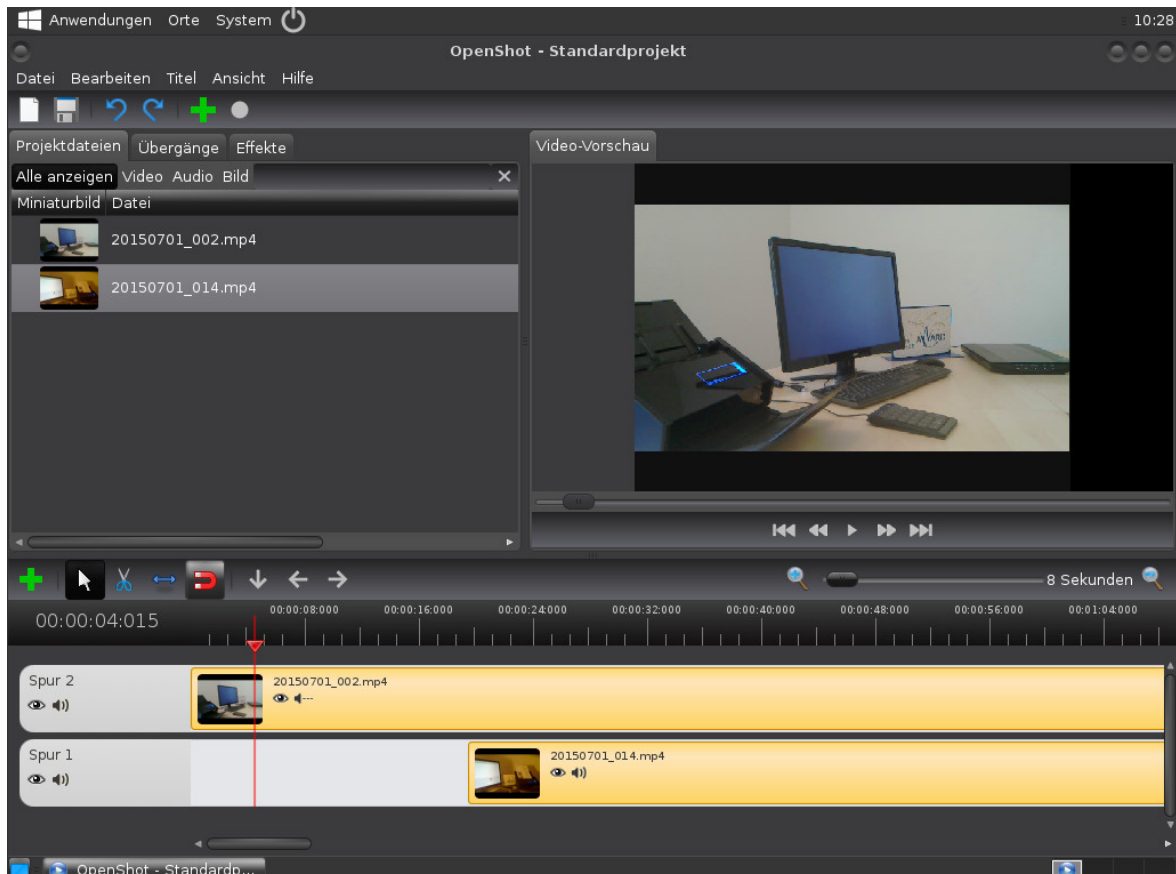 Anwendungen Orte System 10:28
OpenShot - Standardprojekt
Datei Bearbeiten Titel Ansicht Hilfe
Projektdateien Übergänge Effekte
Video-Vorschau
Alle anzeigen Video Audio Bild
Miniaturbild Datei
20150701_002.mp4
20150701_014.mp4
8 Sekunden
00:00:04:015
00:00:08:000 00:00:16:000 00:00:24:000 00:00:32:000 00:00:40:000 00:00:48:000 00:00:56:000 00:01:04:000
Spur 2
20150701_002.mp4
Spur 1
20150701_014.mp4
OpenShot - Standardp...